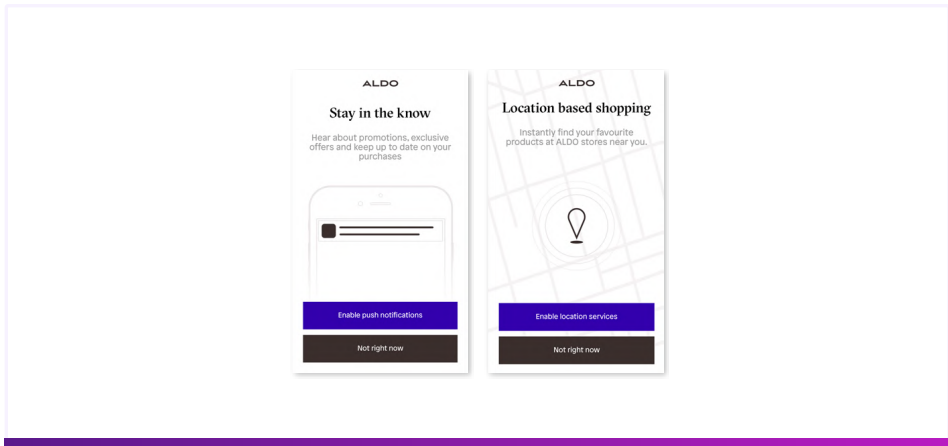 ALDO
Stay in the know
Hear about promotions, exclusive
offers and keep up to date on your
purchases
Enable push notifications
Not right now
ALDO
Location based shopping
Instantly find your favourite
products at ALDO stores near you.
Enable location services
Not right now